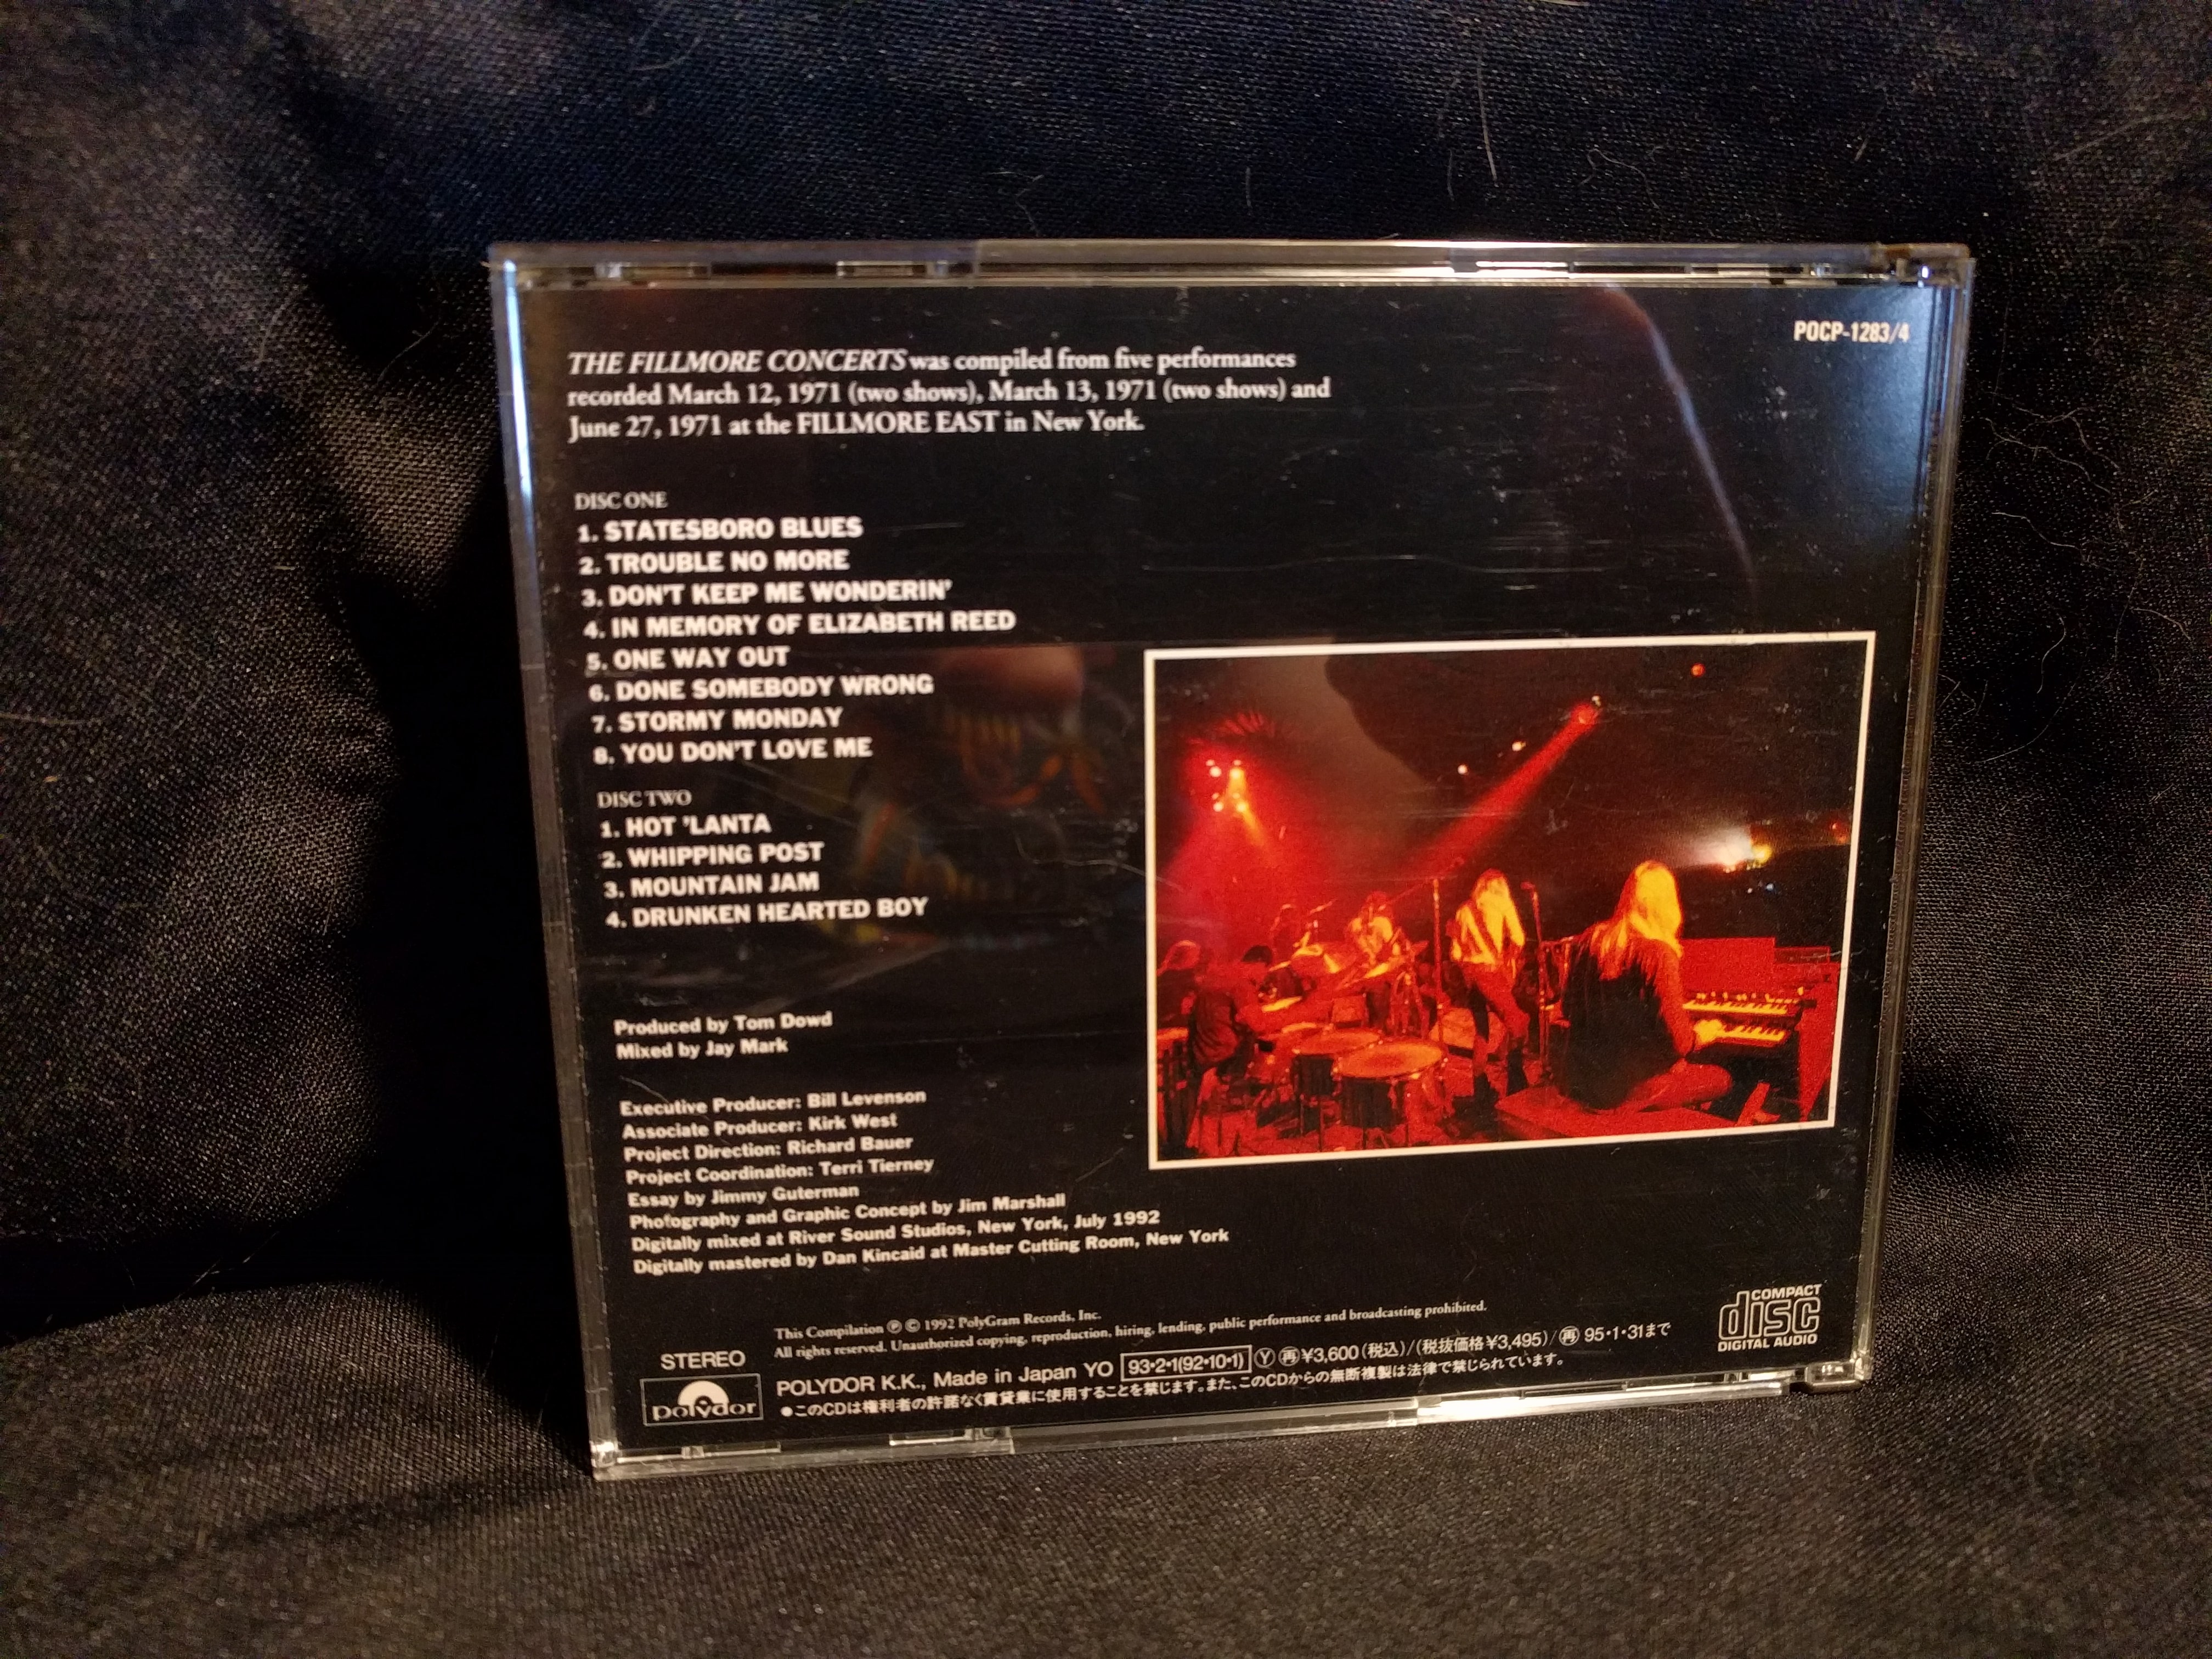 POCP-1283/4
THE FILLMORE CONCERTS was compiled from five performances
recorded March 12, 1971 (two shows), March 13, 1971 (two shows) and
June 27, 1971 at the FILLMORE EAST in New York.
DISC ONE
1. STATESBORO BLUES
2. TROUBLE NO MORE
3. DON'T KEEP ME WONDERIN'
4. IN MEMORY OF ELIZABETH REED
5. ONE WAY OUT
6. DONE SOMEBODY WRONG
7. STORMY MONDAY
8. YOU DON'T LOVE ME
DISC TWO
1. HOT 'LANTA
2. WHIPPING POST
3. MOUNTAIN JAM
4. DRUNKEN HEARTED BOY
Produced by Tom Dowd
Mixed by Jay Mark
Executive Producer: Bill Levenson
Associate Producer: Kirk West
Project Direction: Richard Bauer
Project Coordination: Terri Tierney
Essay by Jimmy Guterman
Photography and Graphic Concept by Jim Marshall
Digitally mixed at River Sound Studios, New York, July 1992
Digitally mastered by Dan Kincaid at Master Cutting Room, New York
This Compilation ℗ © 1992 PolyGram Records, Inc.
All rights reserved. Unauthorized copying, reproduction, hiring, lending, public performance and broadcasting prohibited.
STEREO
polydor
POLYDOR K.K., Made in Japan YO 93・2・1(92・10・1) Ⓨ ㊢¥3,600(税込)/(税抜価格¥3,495)/再 95・1・31まで
●このCDは権利者の許諾なく賃貸業に使用することを禁じます。また、このCDからの無断複製は法律で禁じられています。
COMPACT
disc
DIGITAL AUDIO